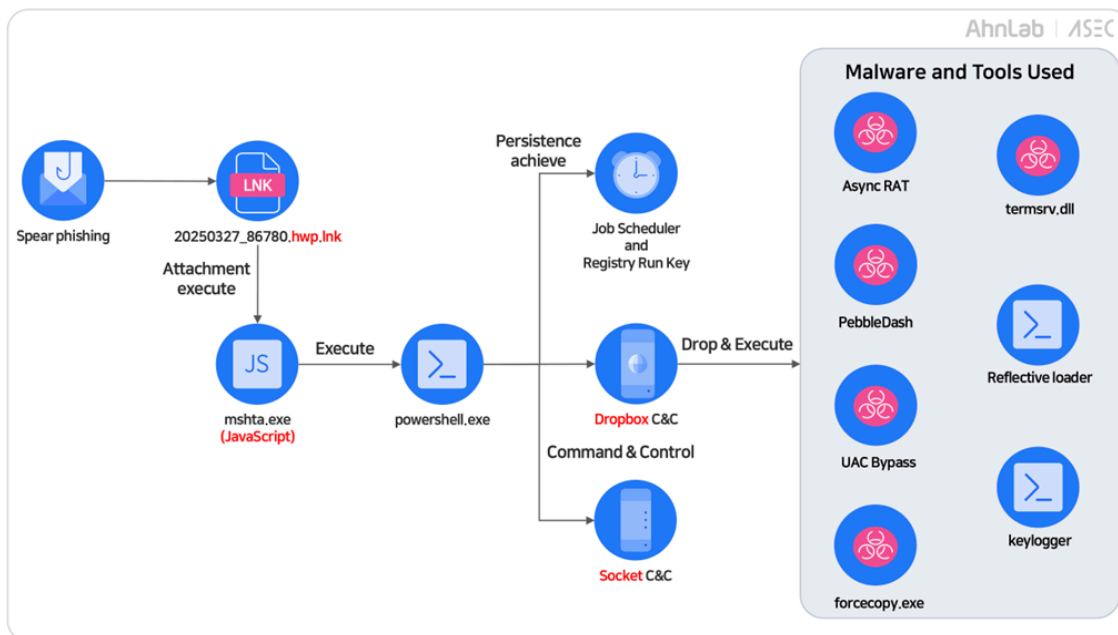 AhnLab | ASEC
Malware and Tools Used
Spear phishing
LNK
20250327_86780.hwp.lnk
Attachment
execute
JS
mshta.exe
(JavaScript)
Execute
powershell.exe
Persistence
achieve
Job Scheduler
and
Registry Run Key
Dropbox C&C
Drop & Execute
Command & Control
Socket C&C
Async RAT
termsrv.dll
PebbleDash
Reflective loader
UAC Bypass
keylogger
forcecopy.exe